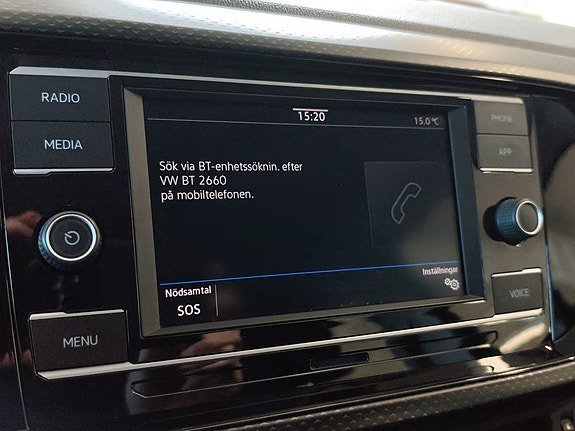 RADIO
MEDIA
MENU
15:20
15.0 °C
Sök via BT-enhetssöknin. efter
VW BT 2660
på mobiltelefonen.
Inställningar
Nödsamtal
SOS
PHONE
APP
VOICE